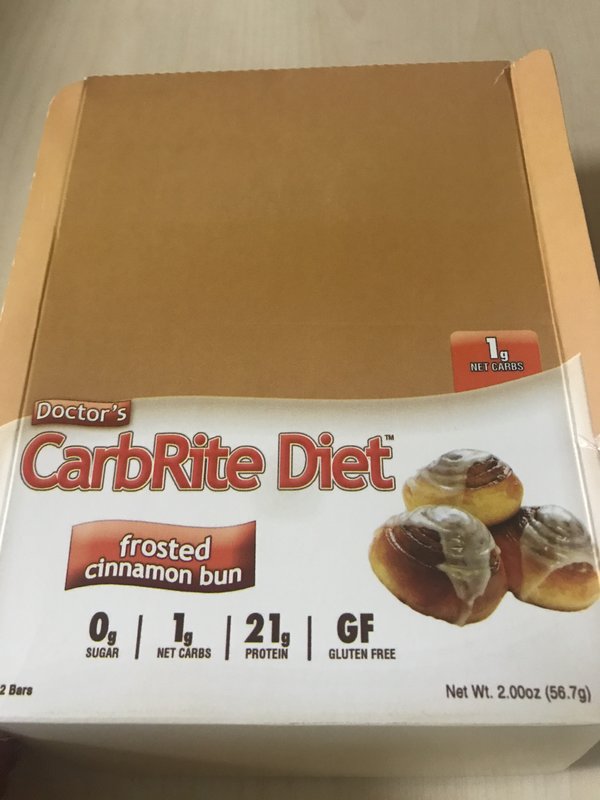 1g
NET CARBS
Doctor's
CarbRite Diet™
frosted
cinnamon bun
0g SUGAR
1g NET CARBS
21g PROTEIN
GF GLUTEN FREE
2 Bars
Net Wt. 2.00oz (56.7g)